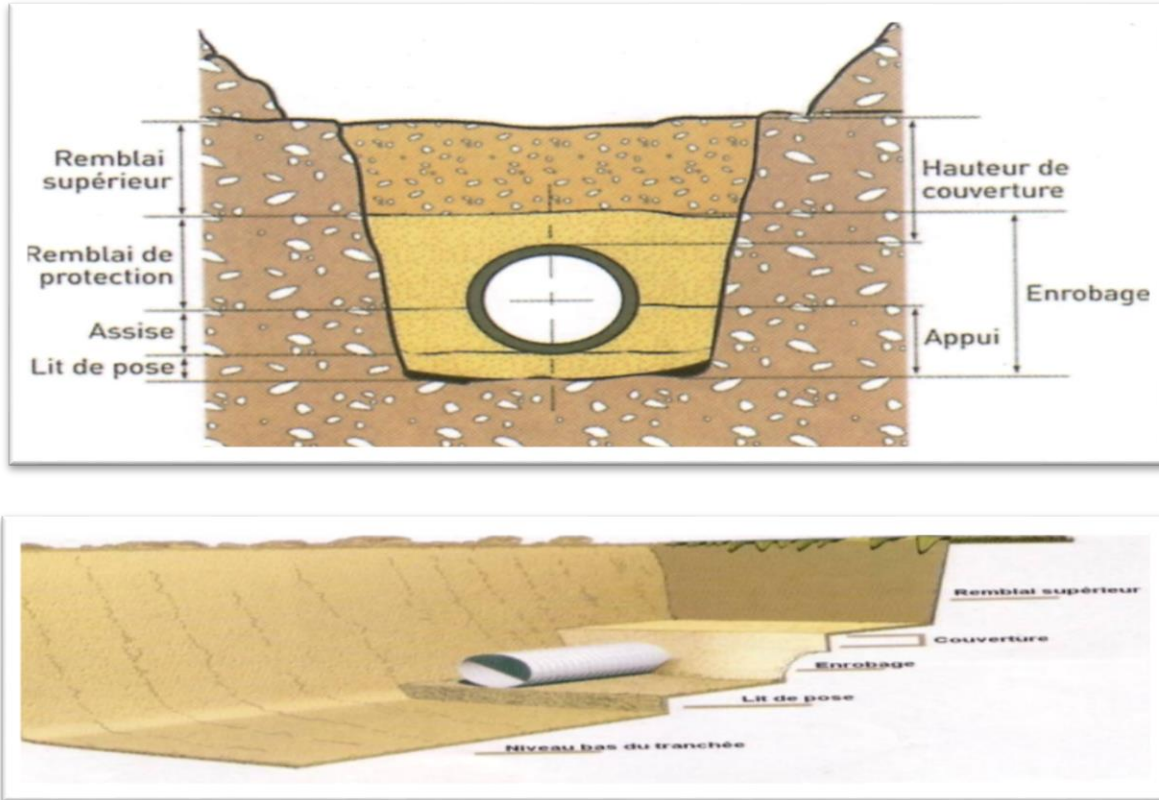 Remblai
supérieur
Remblai de
protection
Assise
Lit de pose
Hauteur de
couverture
Enrobage
Appui
Remblai supérieur
Couverture
Enrobage
Lit de pose
Niveau bas du tranchée